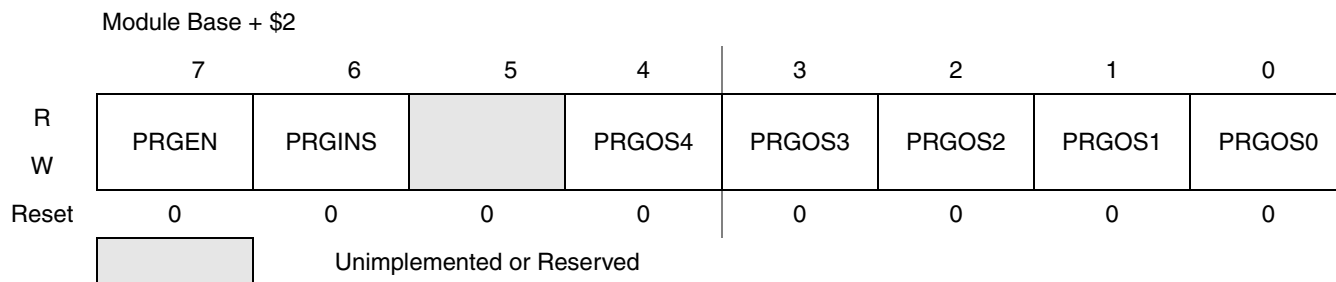 Module Base + $2
7 6 5 4 3 2 1 0
R
W
PRGEN PRGINS PRGOS4 PRGOS3 PRGOS2 PRGOS1 PRGOS0
Reset 0 0 0 0 0 0 0 0
Unimplemented or Reserved